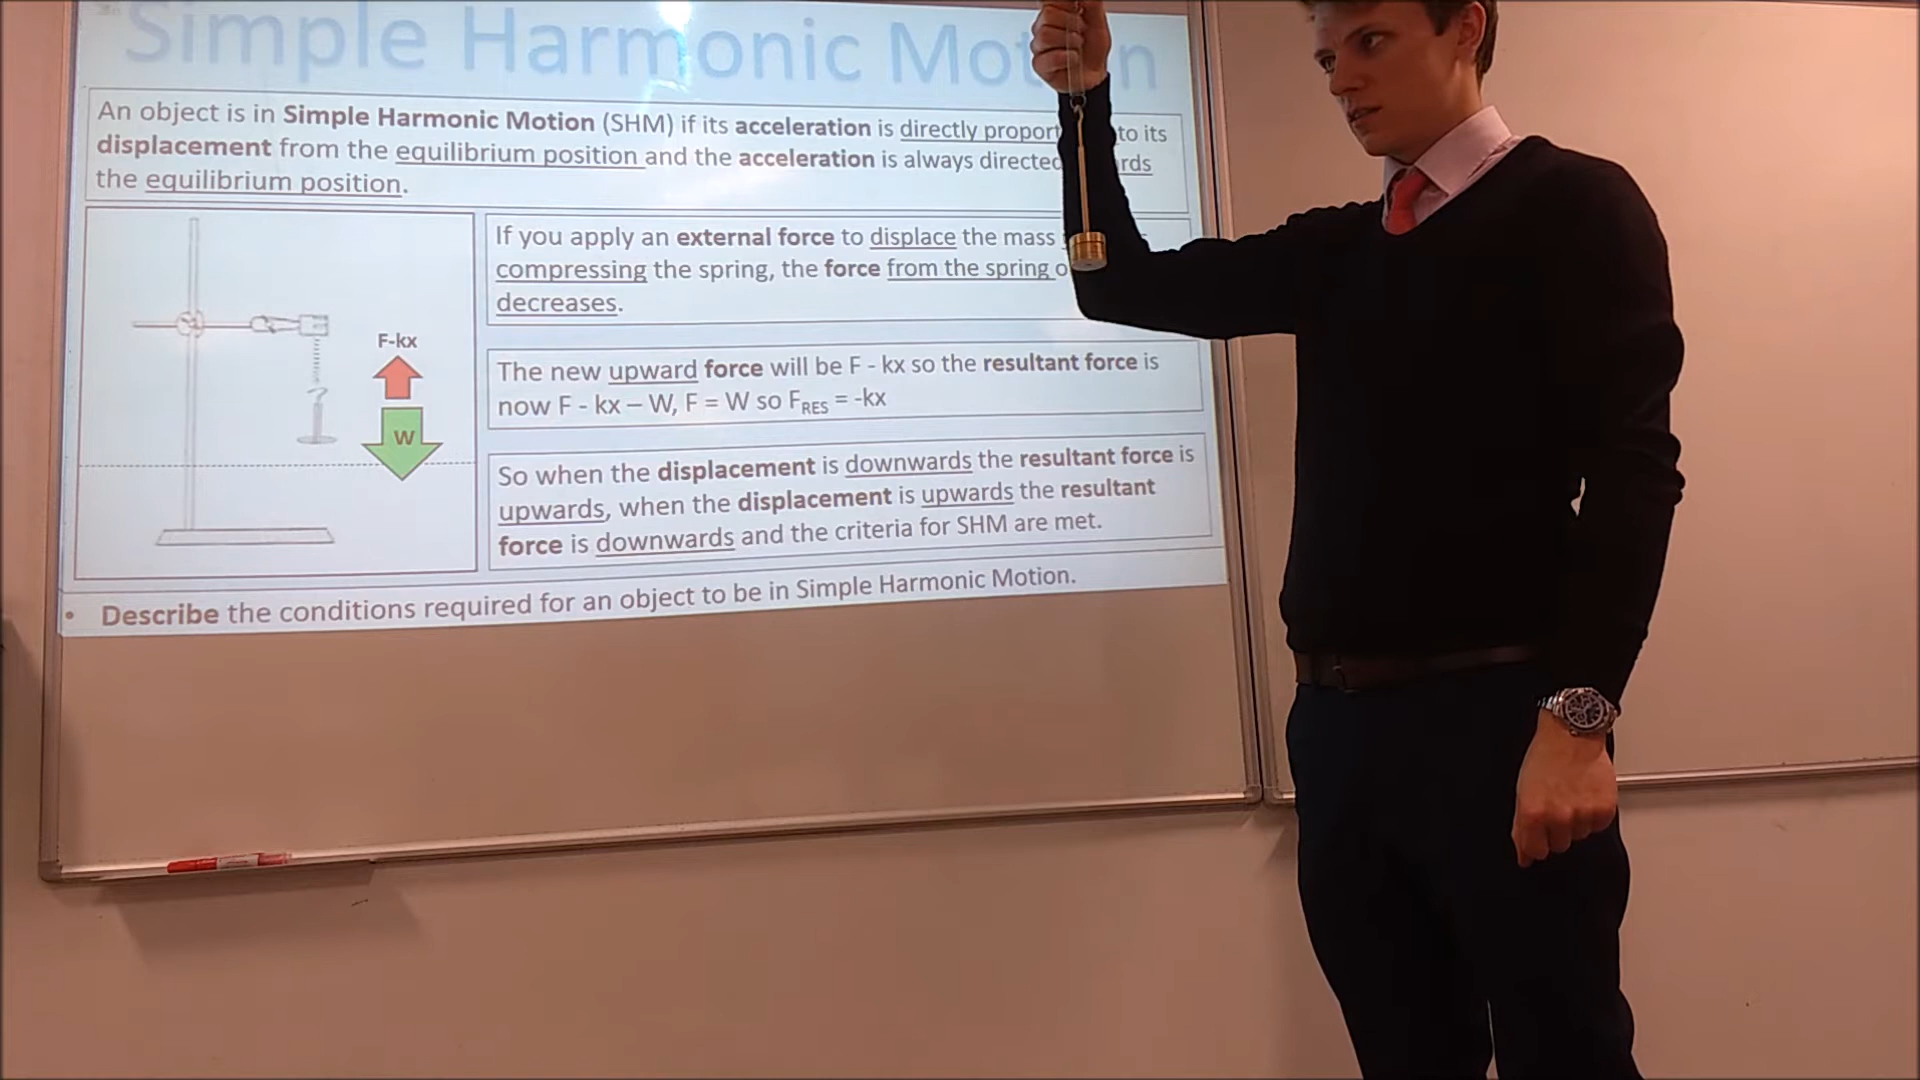 Simple Harmonic Mot n
An object is in Simple Harmonic Motion (SHM) if its acceleration is directly proport to its
displacement from the equilibrium position and the acceleration is always directed rds
the equilibrium position.
If you apply an external force to displace the mass
compressing the spring, the force from the spring
decreases.
F-kx
W
The new upward force will be F - kx so the resultant force is
now F - kx – W, F = W so FRES = -kx
So when the displacement is downwards the resultant force is
upwards, when the displacement is upwards the resultant
force is downwards and the criteria for SHM are met.
• Describe the conditions required for an object to be in Simple Harmonic Motion.